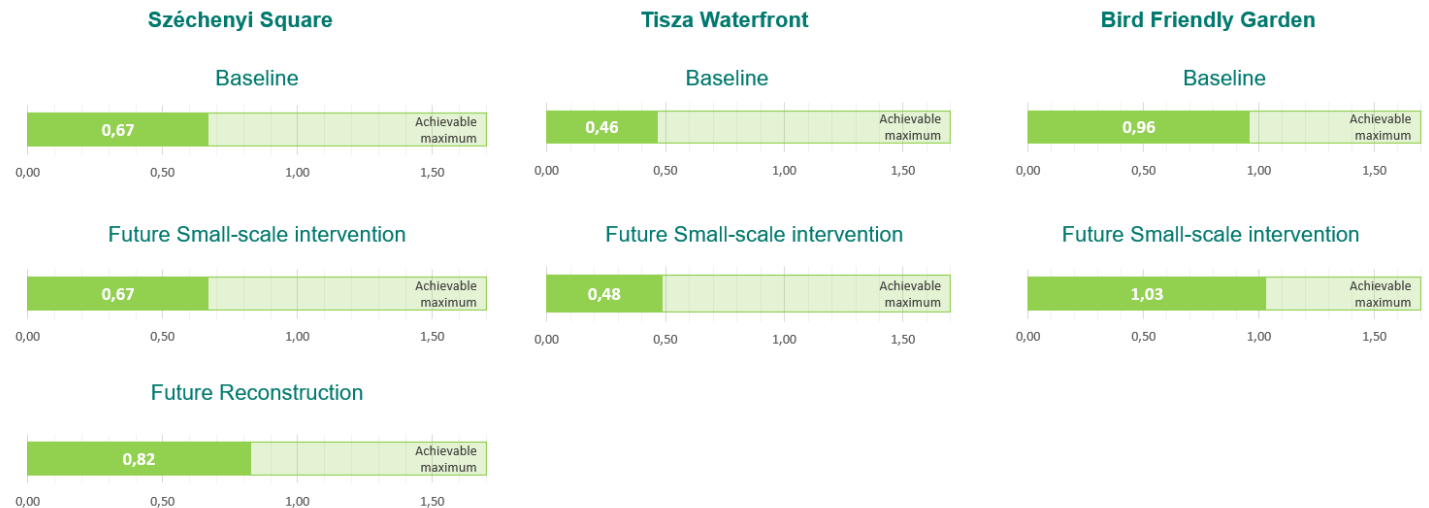 Széchenyi Square
Tisza Waterfront
Bird Friendly Garden
Baseline
Baseline
Baseline
0,67
Achievable
maximum
0,00 0,50 1,00 1,50
0,46
Achievable
maximum
0,00 0,50 1,00 1,50
0,96
Achievable
maximum
0,00 0,50 1,00 1,50
Future Small-scale intervention
Future Small-scale intervention
Future Small-scale intervention
0,67
Achievable
maximum
0,00 0,50 1,00 1,50
0,48
Achievable
maximum
0,00 0,50 1,00 1,50
1,03
Achievable
maximum
0,00 0,50 1,00 1,50
Future Reconstruction
0,82
Achievable
maximum
0,00 0,50 1,00 1,50